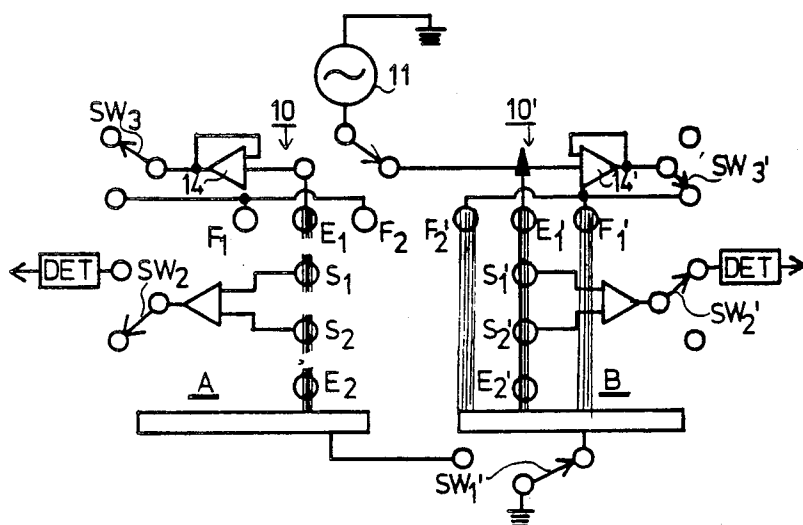 11
SW3
10
10'
14
14'
SW3'
F1
E1
F2
F2'
E1'
F1'
DET
SW2
S1
S1'
DET
SW2'
S2
S2'
A
E2
E2'
B
SW1'